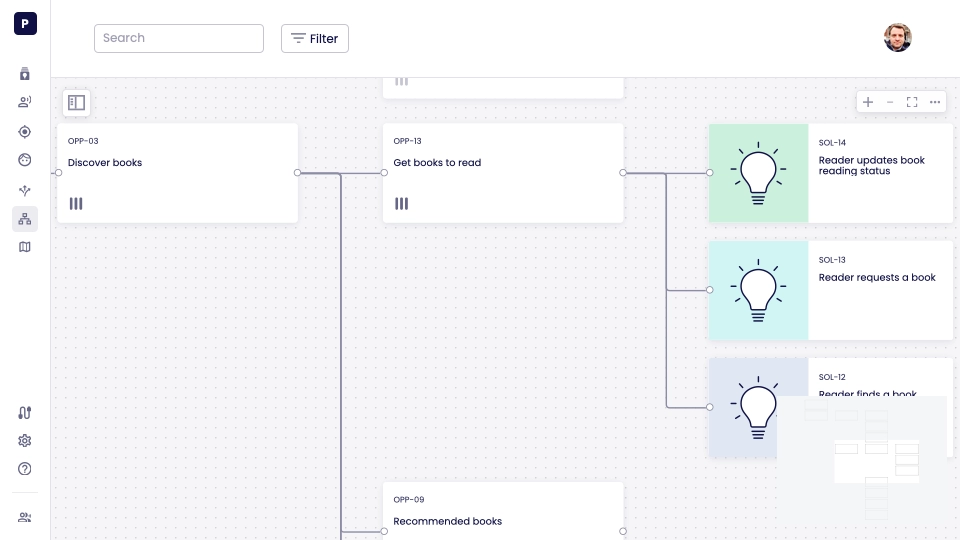 P
Search
Filter
OPP-03
Discover books
OPP-13
Get books to read
SOL-14
Reader updates book
reading status
SOL-13
Reader requests a book
SOL-12
Reader finds a book
OPP-09
Recommended books